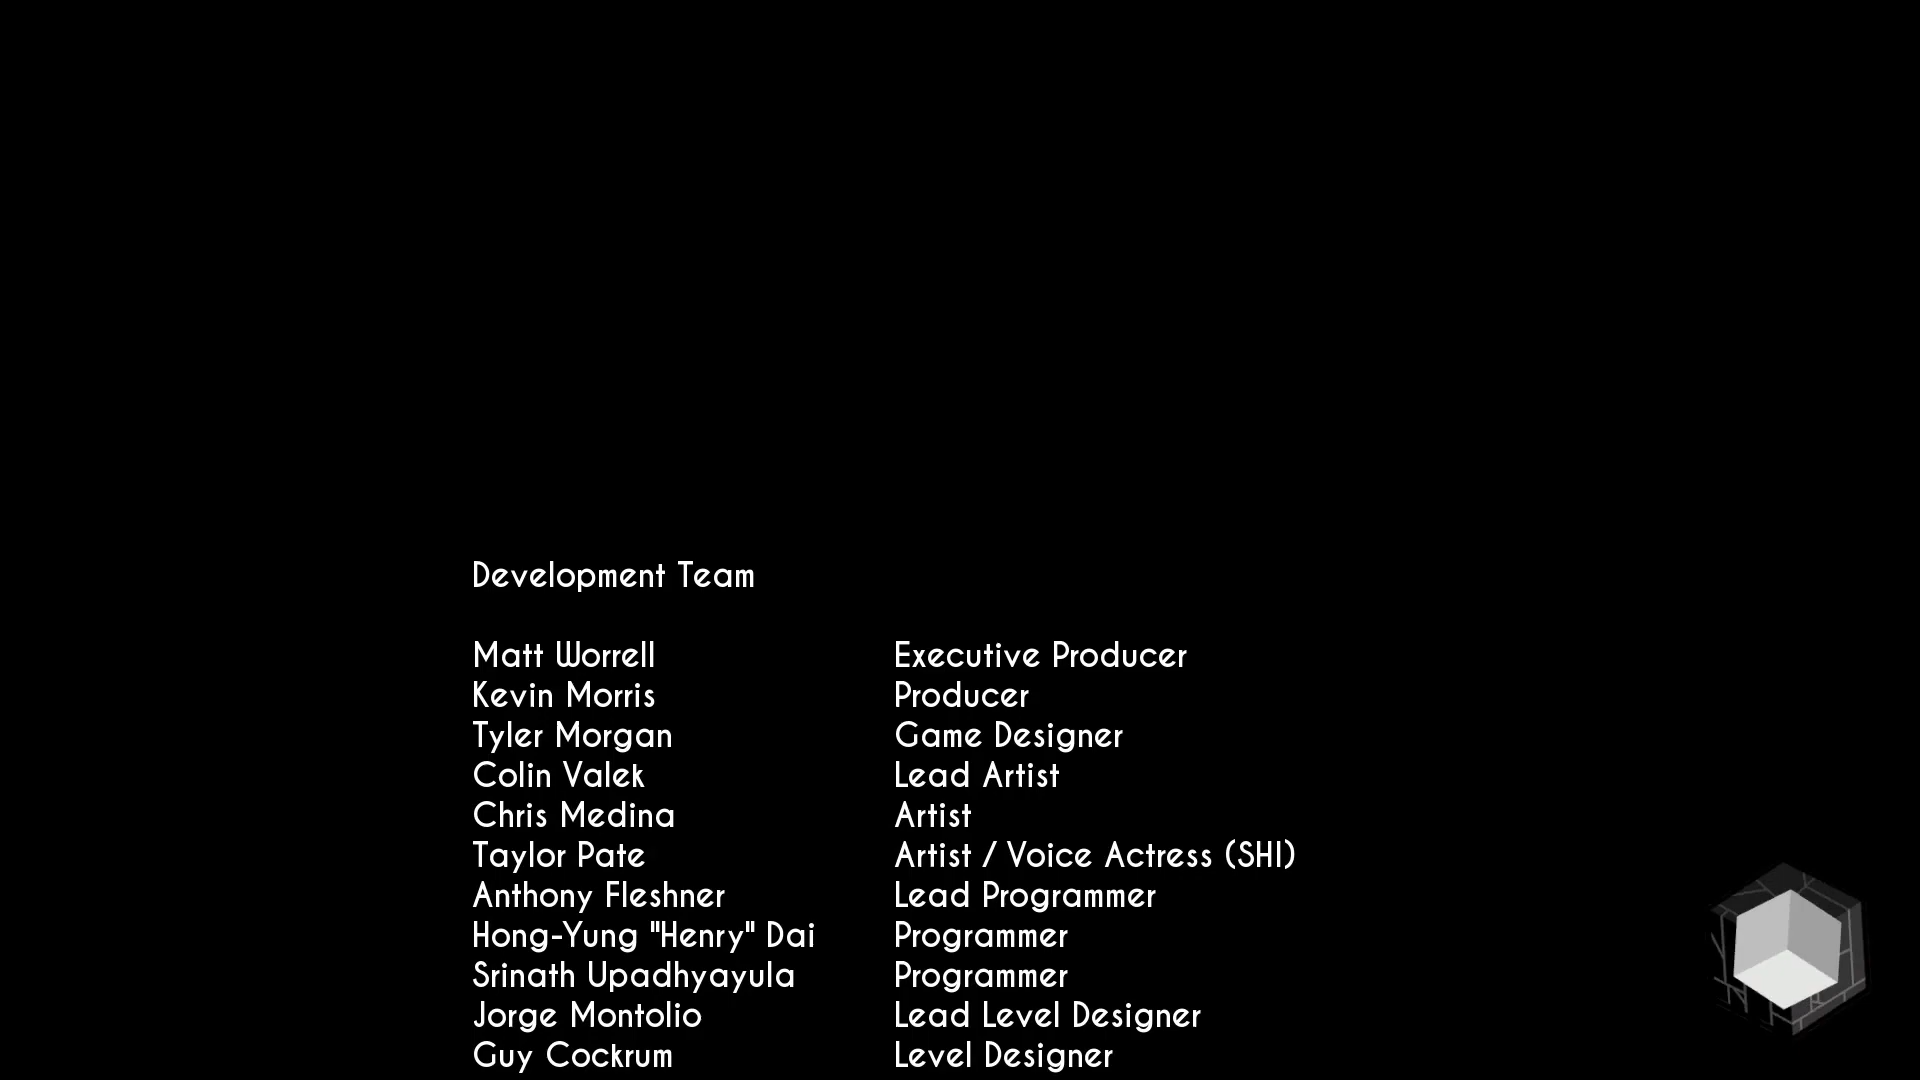 Development Team
Matt Worrell Executive Producer
Kevin Morris Producer
Tyler Morgan Game Designer
Colin Valek Lead Artist
Chris Medina Artist
Taylor Pate Artist / Voice Actress (SHI)
Anthony Fleshner Lead Programmer
Hong-Yung "Henry" Dai Programmer
Srinath Upadhyayula Programmer
Jorge Montolio Lead Level Designer
Guy Cockrum Level Designer